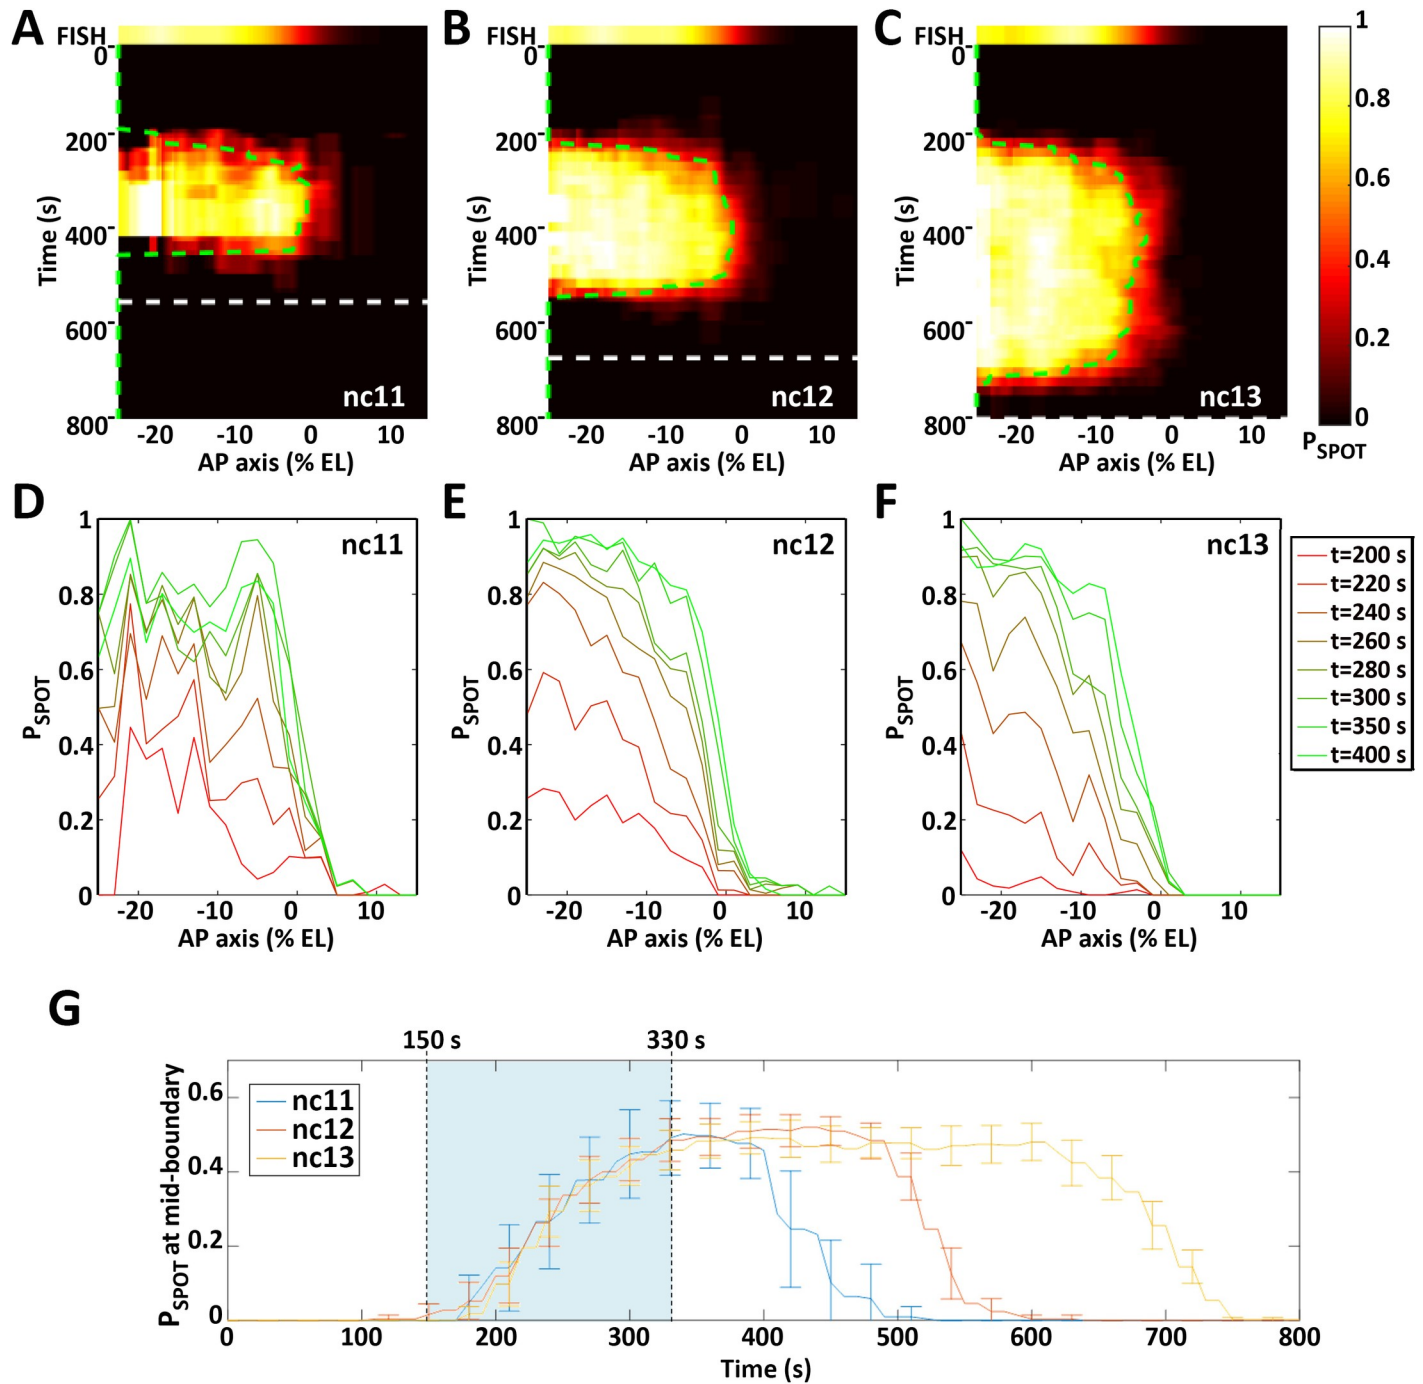 A
B
C
FISH
FISH
FISH
0
200
400
600
800
Time (s)
nc11
-20 -10 0 10
AP axis (% EL)
0
200
400
600
800
Time (s)
nc12
-20 -10 0 10
AP axis (% EL)
0
200
400
600
800
Time (s)
nc13
-20 -10 0 10
AP axis (% EL)
1
0.8
0.6
0.4
0.2
0
PSPOT
D
nc11
1
0.8
0.6
0.4
0.2
0
PSPOT
-20 -10 0 10
AP axis (% EL)
E
nc12
1
0.8
0.6
0.4
0.2
0
PSPOT
-20 -10 0 10
AP axis (% EL)
F
nc13
1
0.8
0.6
0.4
0.2
0
PSPOT
-20 -10 0 10
AP axis (% EL)
t=200 s
t=220 s
t=240 s
t=260 s
t=280 s
t=300 s
t=350 s
t=400 s
G
150 s 330 s
PSPOT at mid-boundary
0.6
0.4
0.2
0
nc11
nc12
nc13
0 100 200 300 400 500 600 700 800
Time (s)